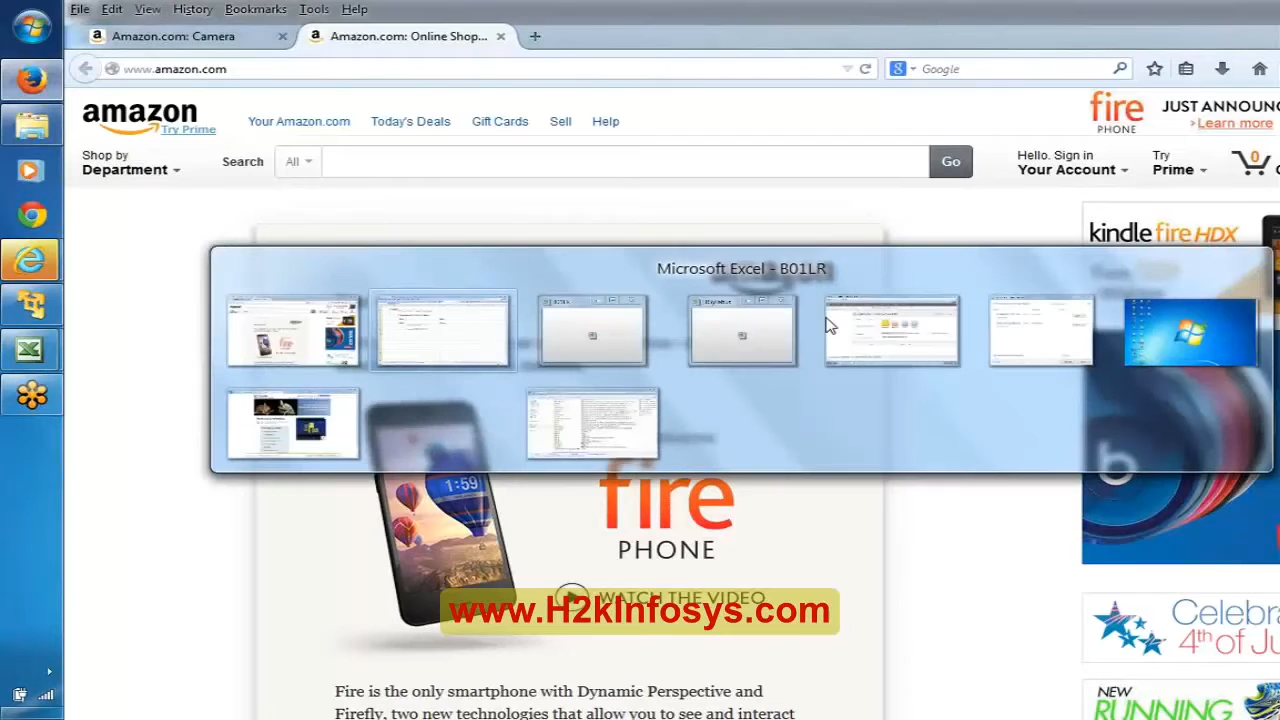 File Edit View History Bookmarks Tools Help
Amazon.com: Camera
Amazon.com: Online Shop...
www.amazon.com
Google
amazon
Try Prime
Your Amazon.com Today's Deals Gift Cards Sell Help
fire
PHONE
JUST ANNOUN
>Learn more
Shop by
Department
Search
All
Go
Hello. Sign in
Your Account
Try
Prime
0
kindle fire HDX
Microsoft Excel - B01LR
1:59
fire
PHONE
WATCH THE VIDEO
www.H2kInfosys.com
Celebra
4th of Ju
NEW
RUNNING
Fire is the only smartphone with Dynamic Perspective and
Firefly, two new technologies that allow you to see and interact